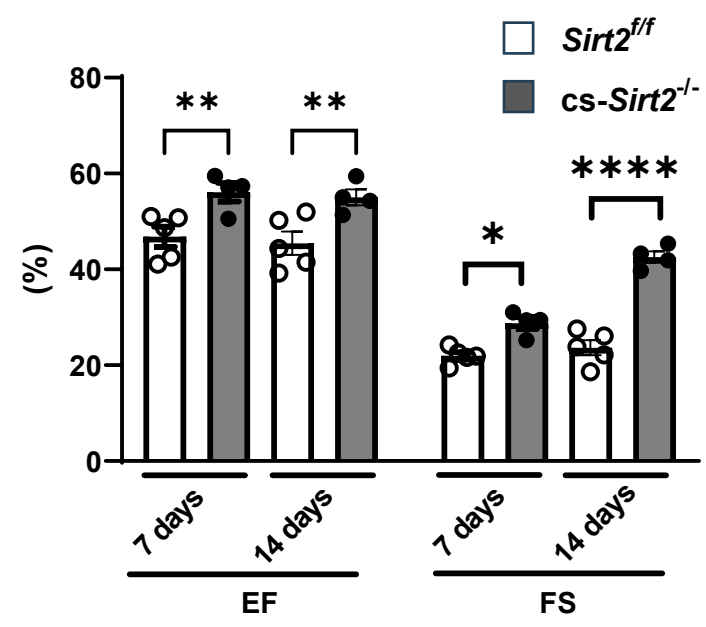 Sirt2f/f
cs-Sirt2-/-
80
60
40
20
0
(%)
**
**
*
****
7 days
14 days
7 days
14 days
EF
FS